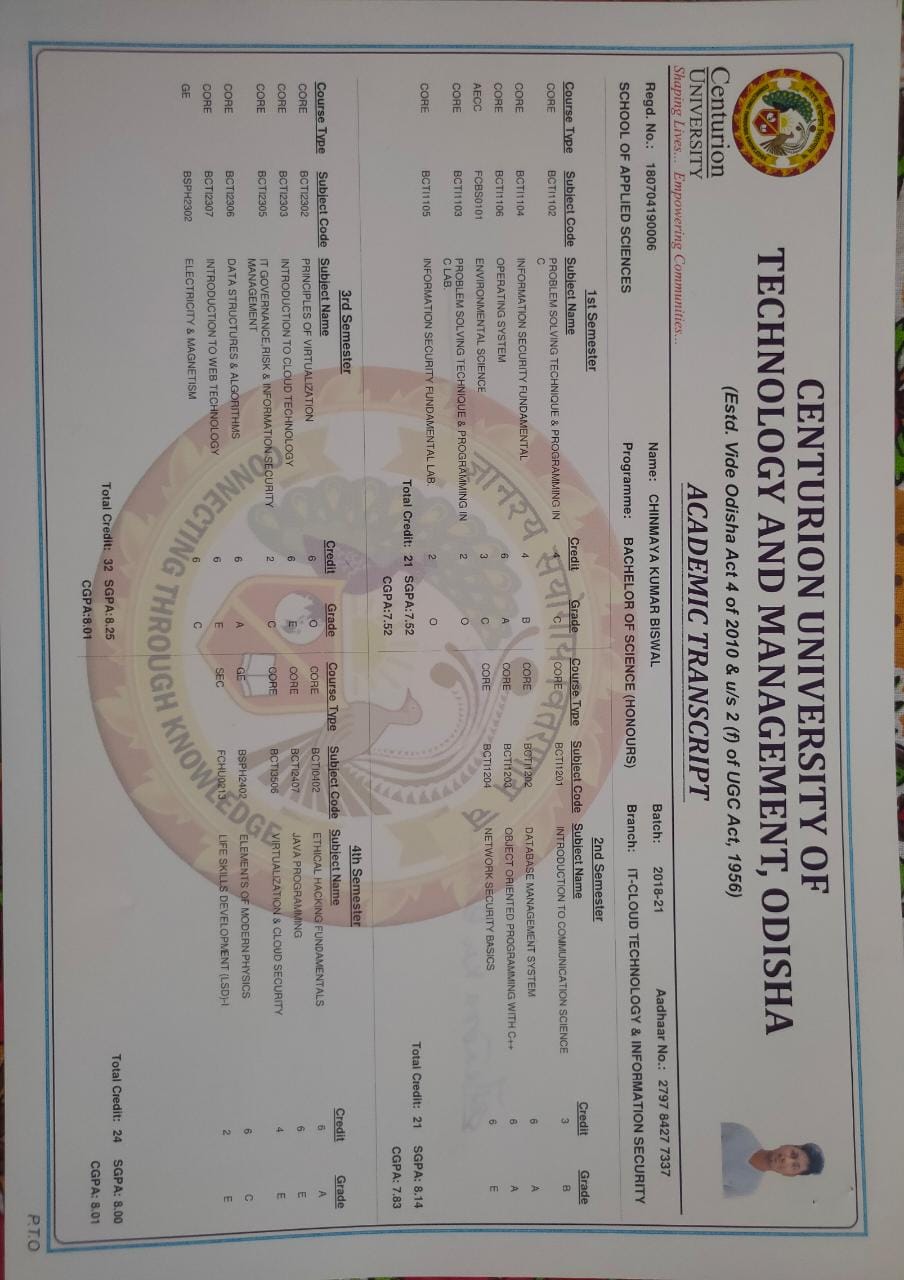 CENTURION UNIVERSITY OF
TECHNOLOGY AND MANAGEMENT, ODISHA
(Estd. Vide Odisha Act 4 of 2010 & u/s 2 (f) of UGC Act, 1956)
ACADEMIC TRANSCRIPT
Centurion
UNIVERSITY
Shaping Lives... Empowering Communities...
Regd. No.: 180704190006 Name: CHINMAYA KUMAR BISWAL Batch: 2018-21 Aadhaar No.: 2797 8427 7337
SCHOOL OF APPLIED SCIENCES Programme: BACHELOR OF SCIENCE (HONOURS) Branch: IT-CLOUD TECHNOLOGY & INFORMATION SECURITY
1st Semester
Course Type Subject Code Subject Name Credit Grade
CORE BCTI1102 PROBLEM SOLVING TECHNIQUE & PROGRAMMING IN 4 C
C
CORE BCTI1104 INFORMATION SECURITY FUNDAMENTAL 4 B
CORE BCTI1106 OPERATING SYSTEM 6 A
AECC FCBS0101 ENVIRONMENTAL SCIENCE 3 C
CORE BCTI1103 PROBLEM SOLVING TECHNIQUE & PROGRAMMING IN 2 O
C LAB.
CORE BCTI1105 INFORMATION SECURITY FUNDAMENTAL LAB. 2 O
Total Credit: 21 SGPA:7.52
CGPA:7.52
2nd Semester
Course Type Subject Code Subject Name Credit Grade
CORE BCTI1201 INTRODUCTION TO COMMUNICATION SCIENCE 3 B
CORE BCTI1202 DATABASE MANAGEMENT SYSTEM 6 A
CORE BCTI1203 OBJECT ORIENTED PROGRAMMING WITH C++ 6 A
CORE BCTI1204 NETWORK SECURITY BASICS 6 E
Total Credit: 21 SGPA: 8.14
CGPA: 7.83
3rd Semester
Course Type Subject Code Subject Name Credit Grade
CORE BCTI2302 PRINCIPLES OF VIRTUALIZATION 6 O
CORE BCTI2303 INTRODUCTION TO CLOUD TECHNOLOGY 6 E
CORE BCTI2305 IT GOVERNANCE,RISK & INFORMATION SECURITY 2 C
MANAGEMENT
CORE BCTI2306 DATA STRUCTURES & ALGORITHMS 6 A
CORE BCTI2307 INTRODUCTION TO WEB TECHNOLOGY 6 E
GE BSPH2302 ELECTRICITY & MAGNETISM 6 C
Total Credit: 32 SGPA:8.25
CGPA:8.01
4th Semester
Course Type Subject Code Subject Name Credit Grade
CORE BCTI0402 ETHICAL HACKING FUNDAMENTALS 6 A
CORE BCTI2407 JAVA PROGRAMMING 6 E
CORE BCTI3506 VIRTUALIZATION & CLOUD SECURITY 4 E
GE BSPH2402 ELEMENTS OF MODERN PHYSICS 6 C
SEC FCHU0213 LIFE SKILLS DEVELOPMENT (LSD)-I 2 E
Total Credit: 24 SGPA: 8.00
CGPA: 8.01
CONNECTING THROUGH KNOWLEDGE
P.T.O